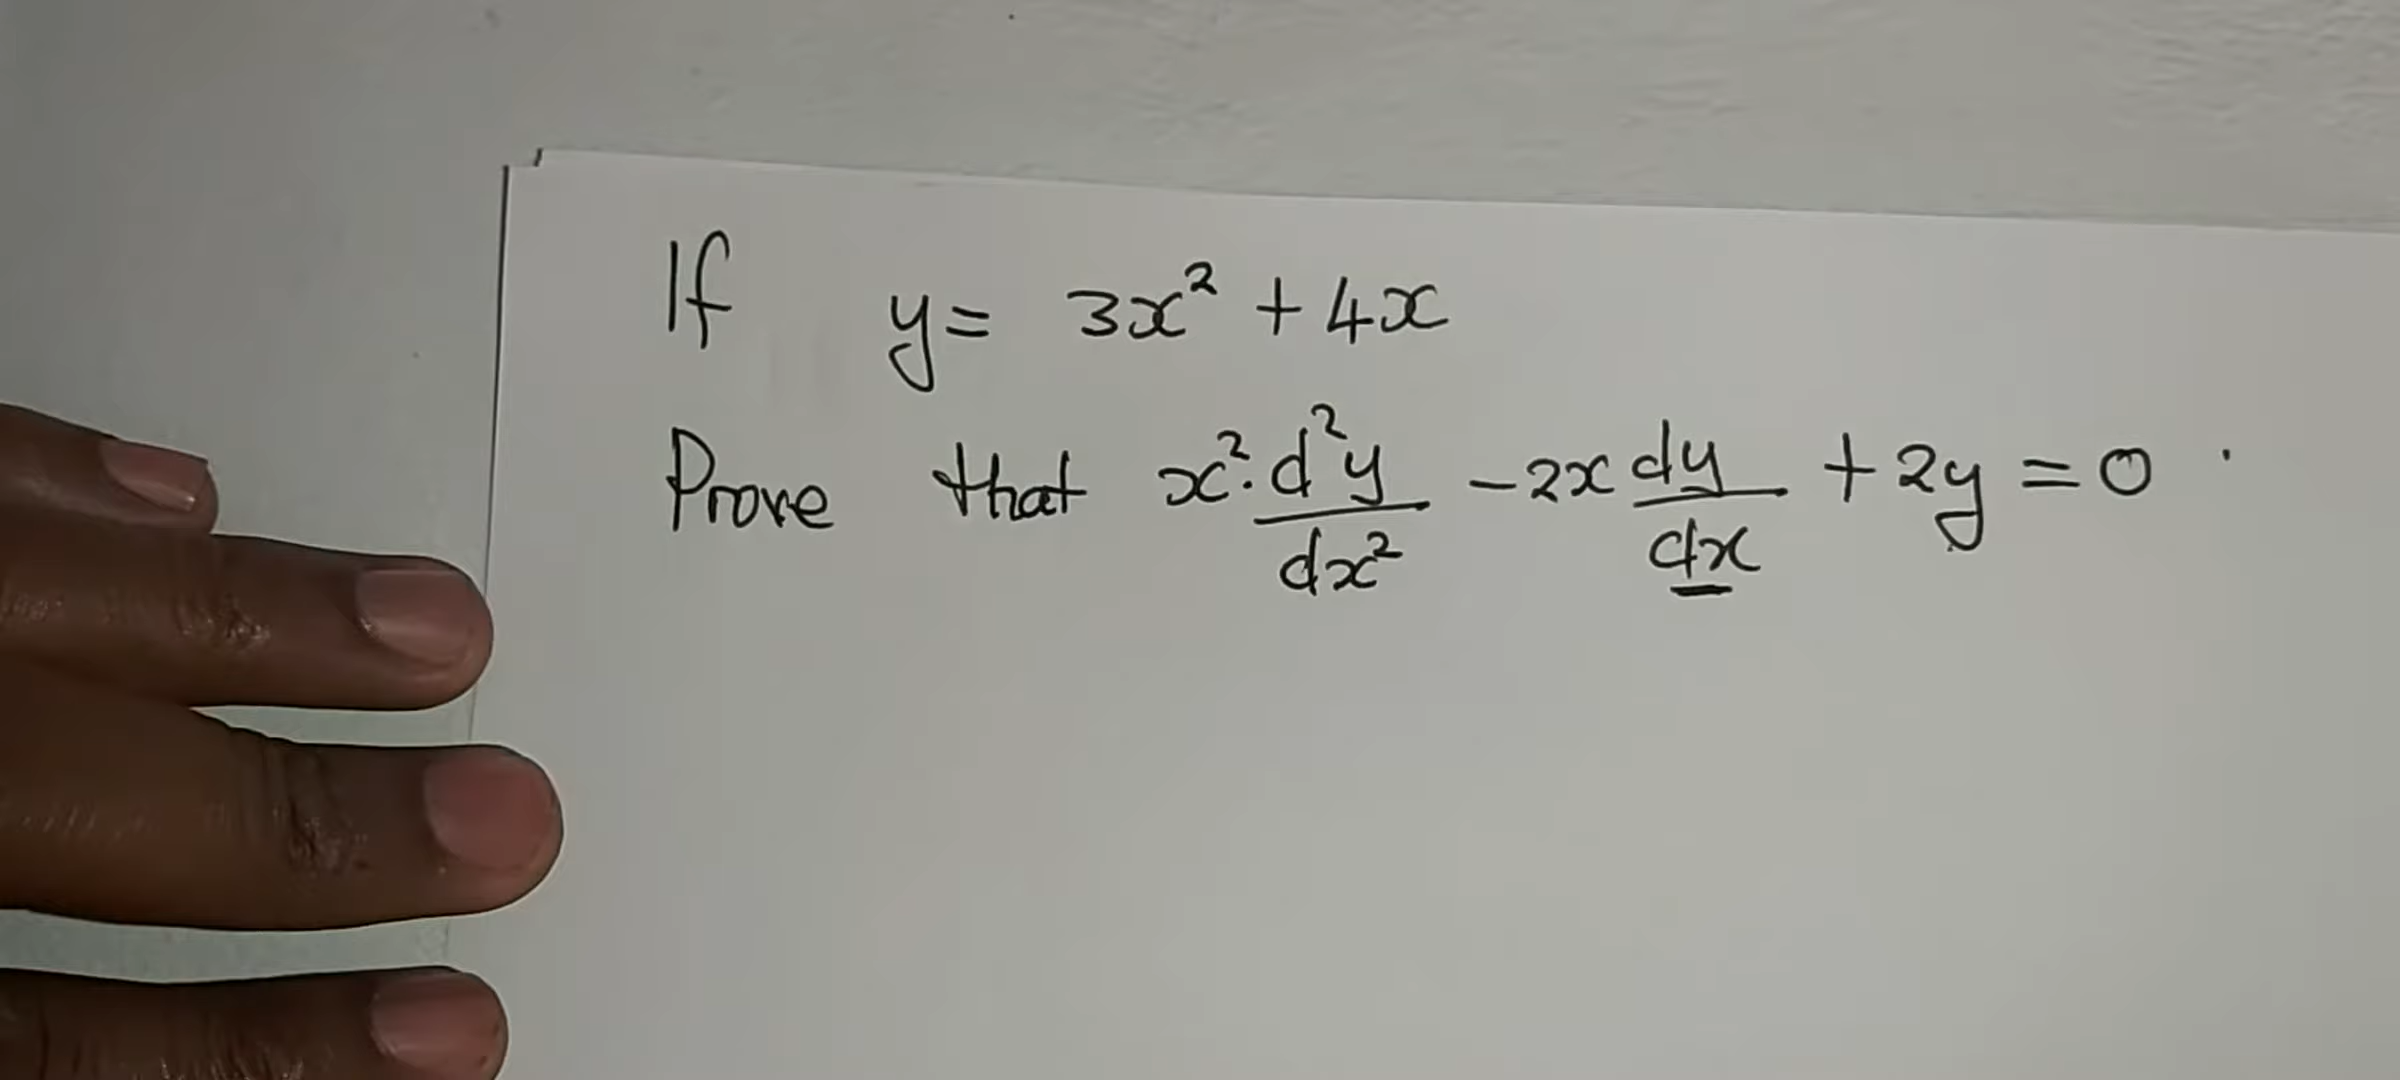 If y = 3x² + 4x
Prove that x² · d²y/dx² - 2x dy/dx + 2y = 0 .